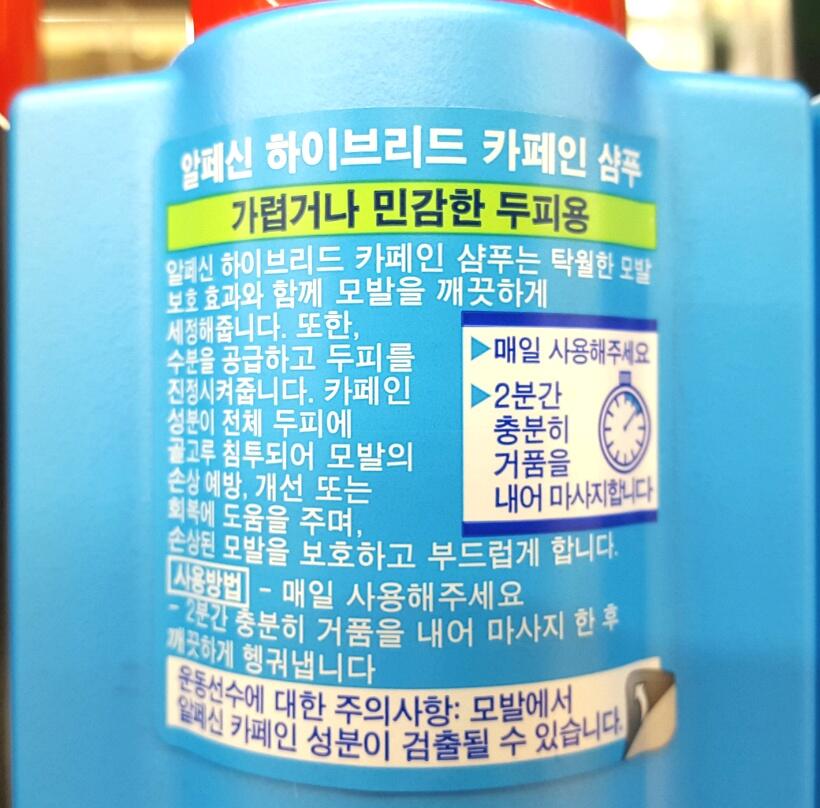 알페신 하이브리드 카페인 샴푸
가렵거나 민감한 두피용
알페신 하이브리드 카페인 샴푸는 탁월한 모발
보호 효과와 함께 모발을 깨끗하게
세정해줍니다. 또한,
수분을 공급하고 두피를
진정시켜줍니다. 카페인
성분이 전체 두피에
골고루 침투되어 모발의
손상 예방, 개선 또는
회복에 도움을 주며,
손상된 모발을 보호하고 부드럽게 합니다.
▶매일 사용해주세요
▶2분간
충분히
거품을
내어 마사지합니다
사용방법 - 매일 사용해주세요
- 2분간 충분히 거품을 내어 마사지 한 후
깨끗하게 헹궈냅니다
운동선수에 대한 주의사항: 모발에서
알페신 카페인 성분이 검출될 수 있습니다.